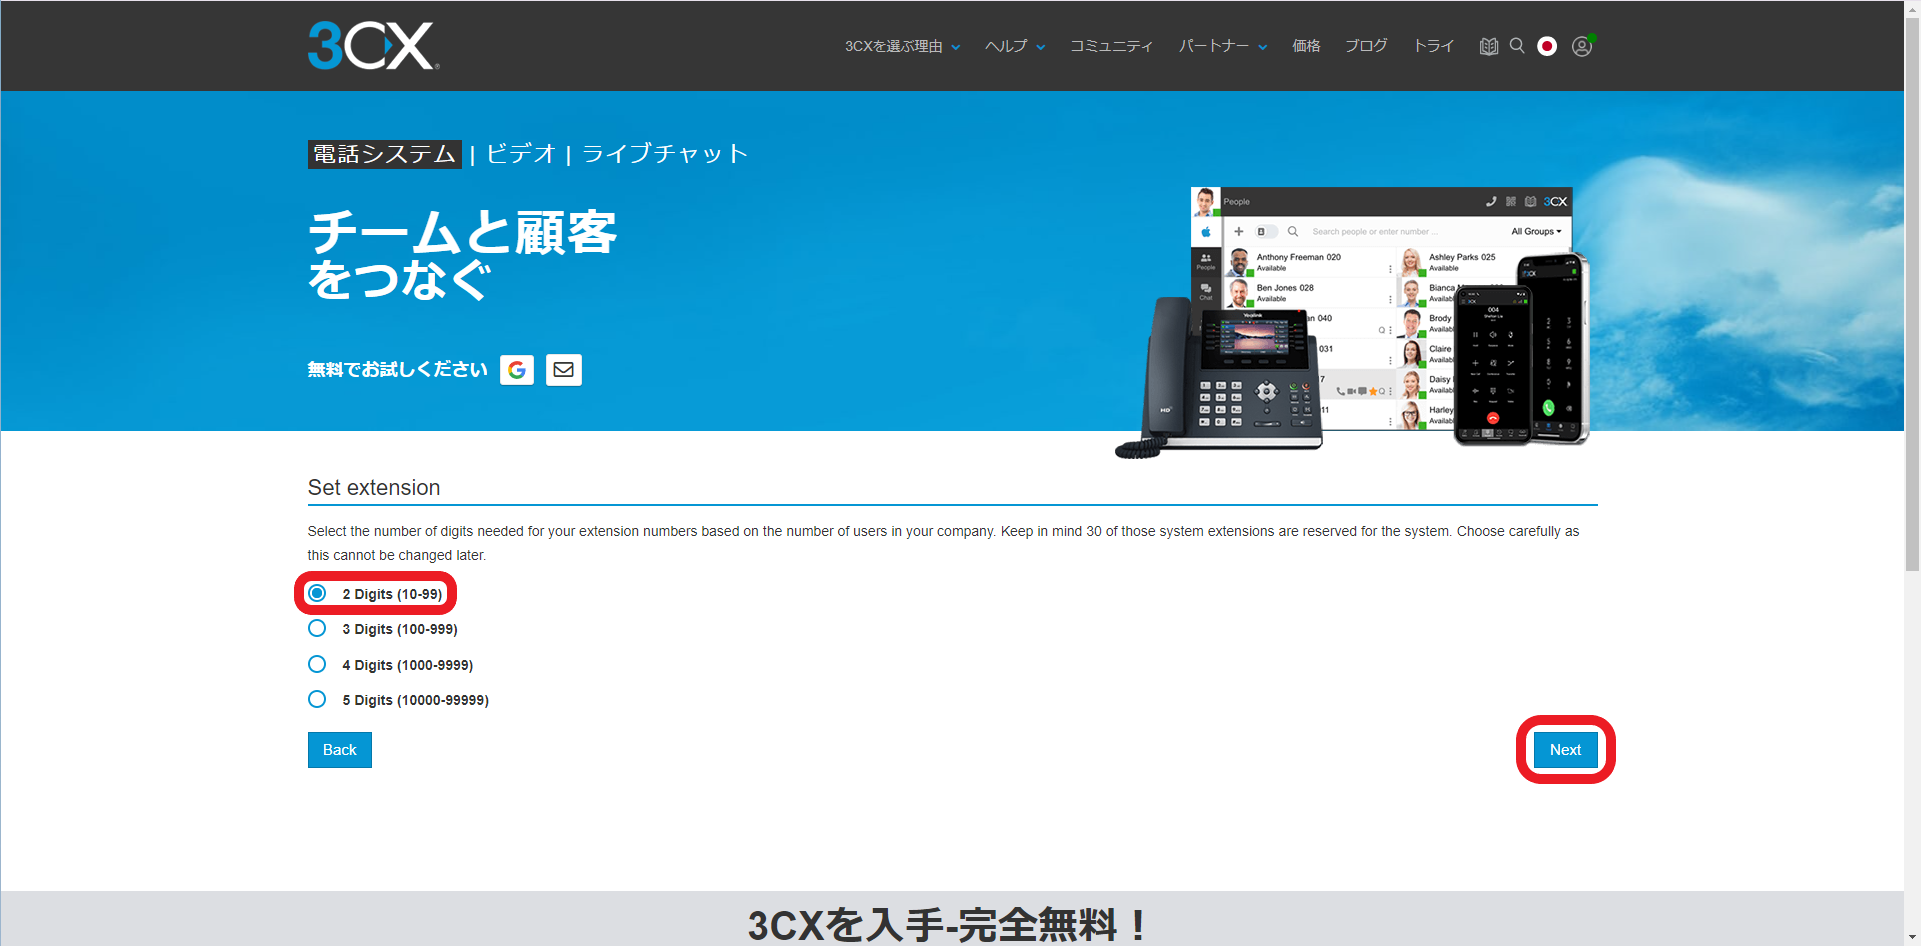 3CX
3CXを選ぶ理由 ヘルプ コミュニティ パートナー 価格 ブログ トライ
電話システム | ビデオ | ライブチャット
チームと顧客
をつなぐ
無料でお試しください
People
3CX
Search people or enter number ...
All Groups
Anthony Freeman 020
Available
Ashley Parks 025
Available
People
Ben Jones 028
Available
Bianca
Chat
040
Brody
031
Claire
Daisy
Harley
Yealink
004
Set extension
Select the number of digits needed for your extension numbers based on the number of users in your company. Keep in mind 30 of those system extensions are reserved for the system. Choose carefully as
this cannot be changed later.
2 Digits (10-99)
3 Digits (100-999)
4 Digits (1000-9999)
5 Digits (10000-99999)
Back
Next
3CXを入手-完全無料！